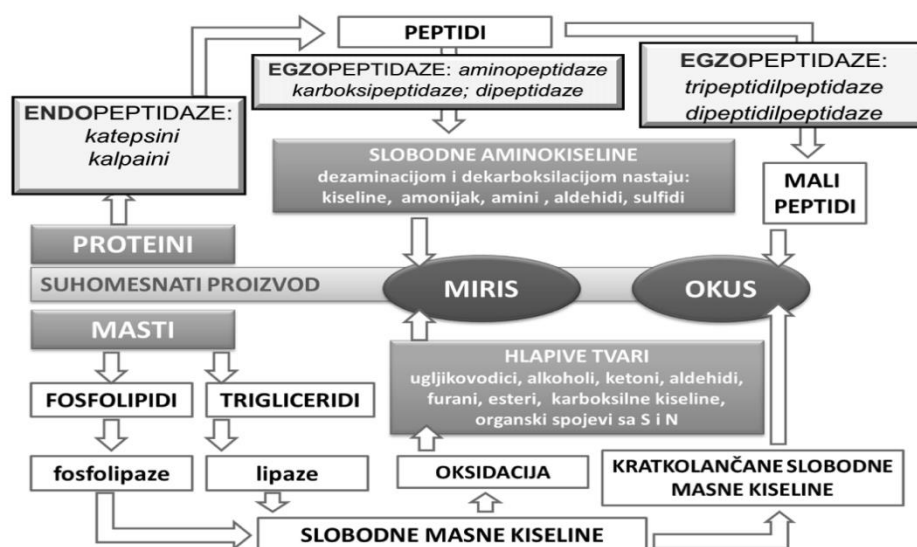 PEPTIDI
EGZOPEPTIDAZE: aminopeptidaze
karboksipeptidaze; dipeptidaze
EGZOPEPTIDAZE:
tripeptidilpeptidaze
dipeptidilpeptidaze
ENDOPEPTIDAZE:
katepsini
kalpaini
SLOBODNE AMINOKISELINE
dezaminacijom i dekarboksilacijom nastaju:
kiseline, amonijak, amini , aldehidi, sulfidi
MALI
PEPTIDI
PROTEINI
SUHOMESNATI PROIZVOD
MIRIS
OKUS
MASTI
HLAPIVE TVARI
ugljikovodici, alkoholi, ketoni, aldehidi,
furani, esteri, karboksilne kiseline,
organski spojevi sa S i N
FOSFOLIPIDI
TRIGLICERIDI
fosfolipaze
lipaze
OKSIDACIJA
KRATKOLANČANE SLOBODNE
MASNE KISELINE
SLOBODNE MASNE KISELINE